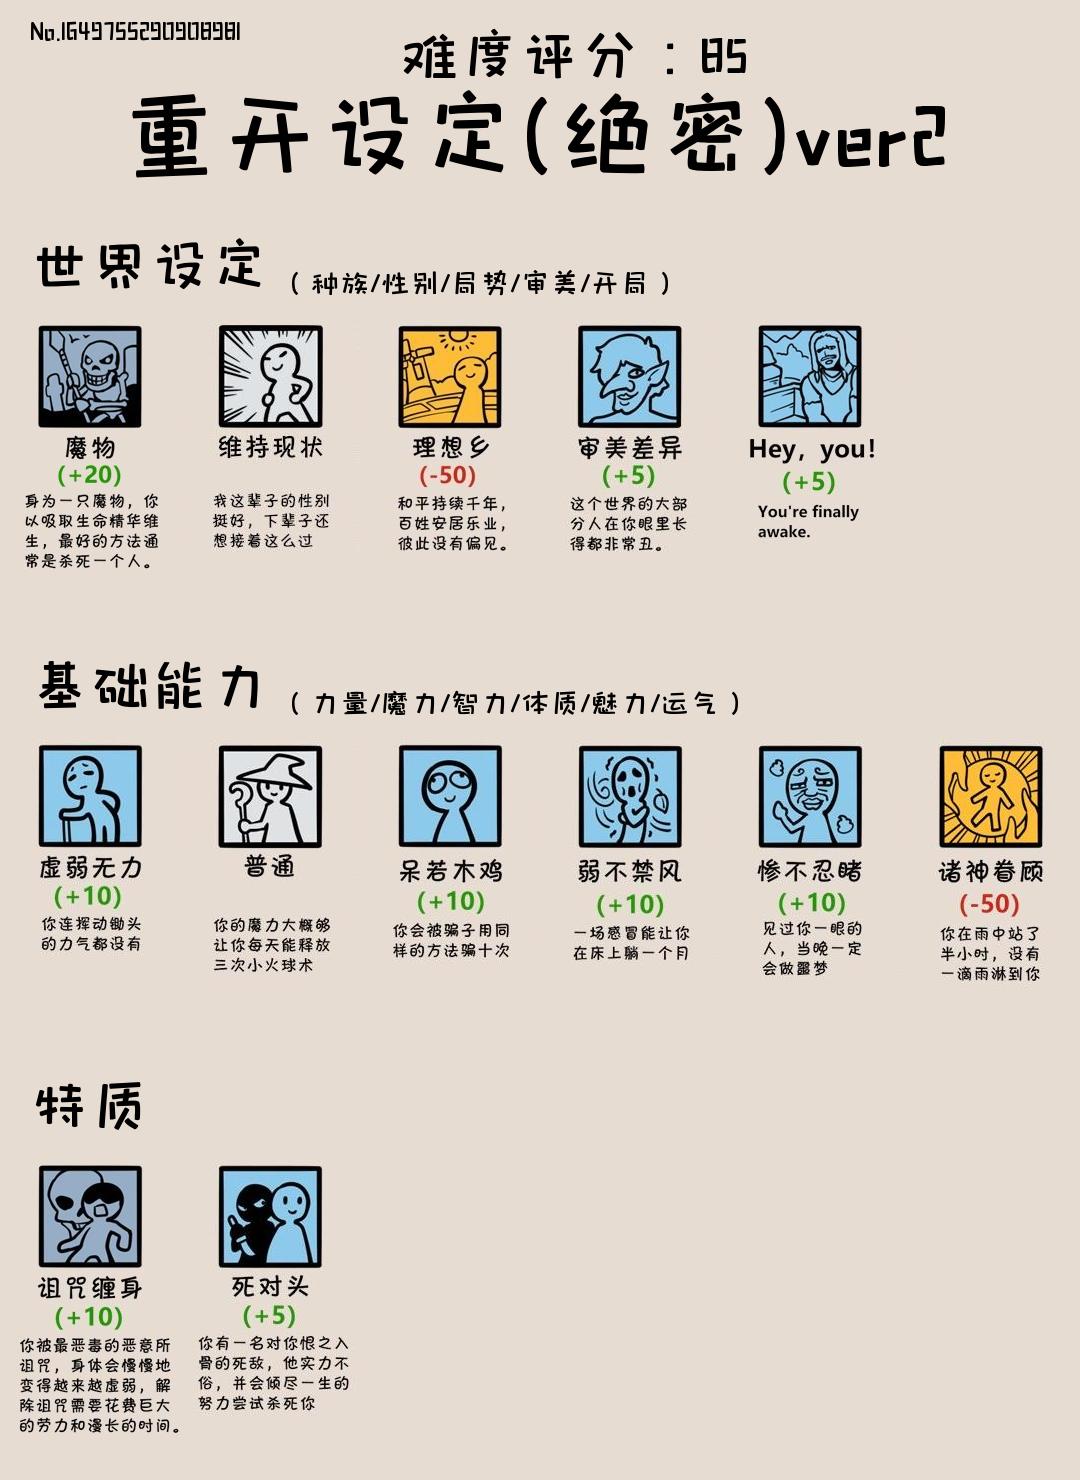 No.1649755290908981
难度评分：85
重开设定(绝密)ver2
世界设定（种族/性别/局势/审美/开局）
魔物
(+20)
身为一只魔物，你
以吸取生命精华维
生，最好的方法通
常是杀死一个人。
维持现状
我这辈子的性别
挺好，下辈子还
想接着这么过
理想乡
(-50)
和平持续千年，
百姓安居乐业，
彼此没有偏见。
审美差异
(+5)
这个世界的大部
分人在你眼里长
得都非常丑。
Hey, you!
(+5)
You're finally
awake.
基础能力（力量/魔力/智力/体质/魅力/运气）
虚弱无力
(+10)
你连挥动锄头
的力气都没有
普通
你的魔力大概够
让你每天能释放
三次小火球术
呆若木鸡
(+10)
你会被骗子用同
样的方法骗十次
弱不禁风
(+10)
一场感冒能让你
在床上躺一个月
惨不忍睹
(+10)
见过你一眼的
人，当晚一定
会做噩梦
诸神眷顾
(-50)
你在雨中站了
半小时，没有
一滴雨淋到你
特质
诅咒缠身
(+10)
你被最恶毒的恶意所
诅咒，身体会慢慢地
变得越来越虚弱，解
除诅咒需要花费巨大
的劳力和漫长的时间。
死对头
(+5)
你有一名对你恨之入
骨的死敌，他实力不
俗，并会倾尽一生的
努力尝试杀死你